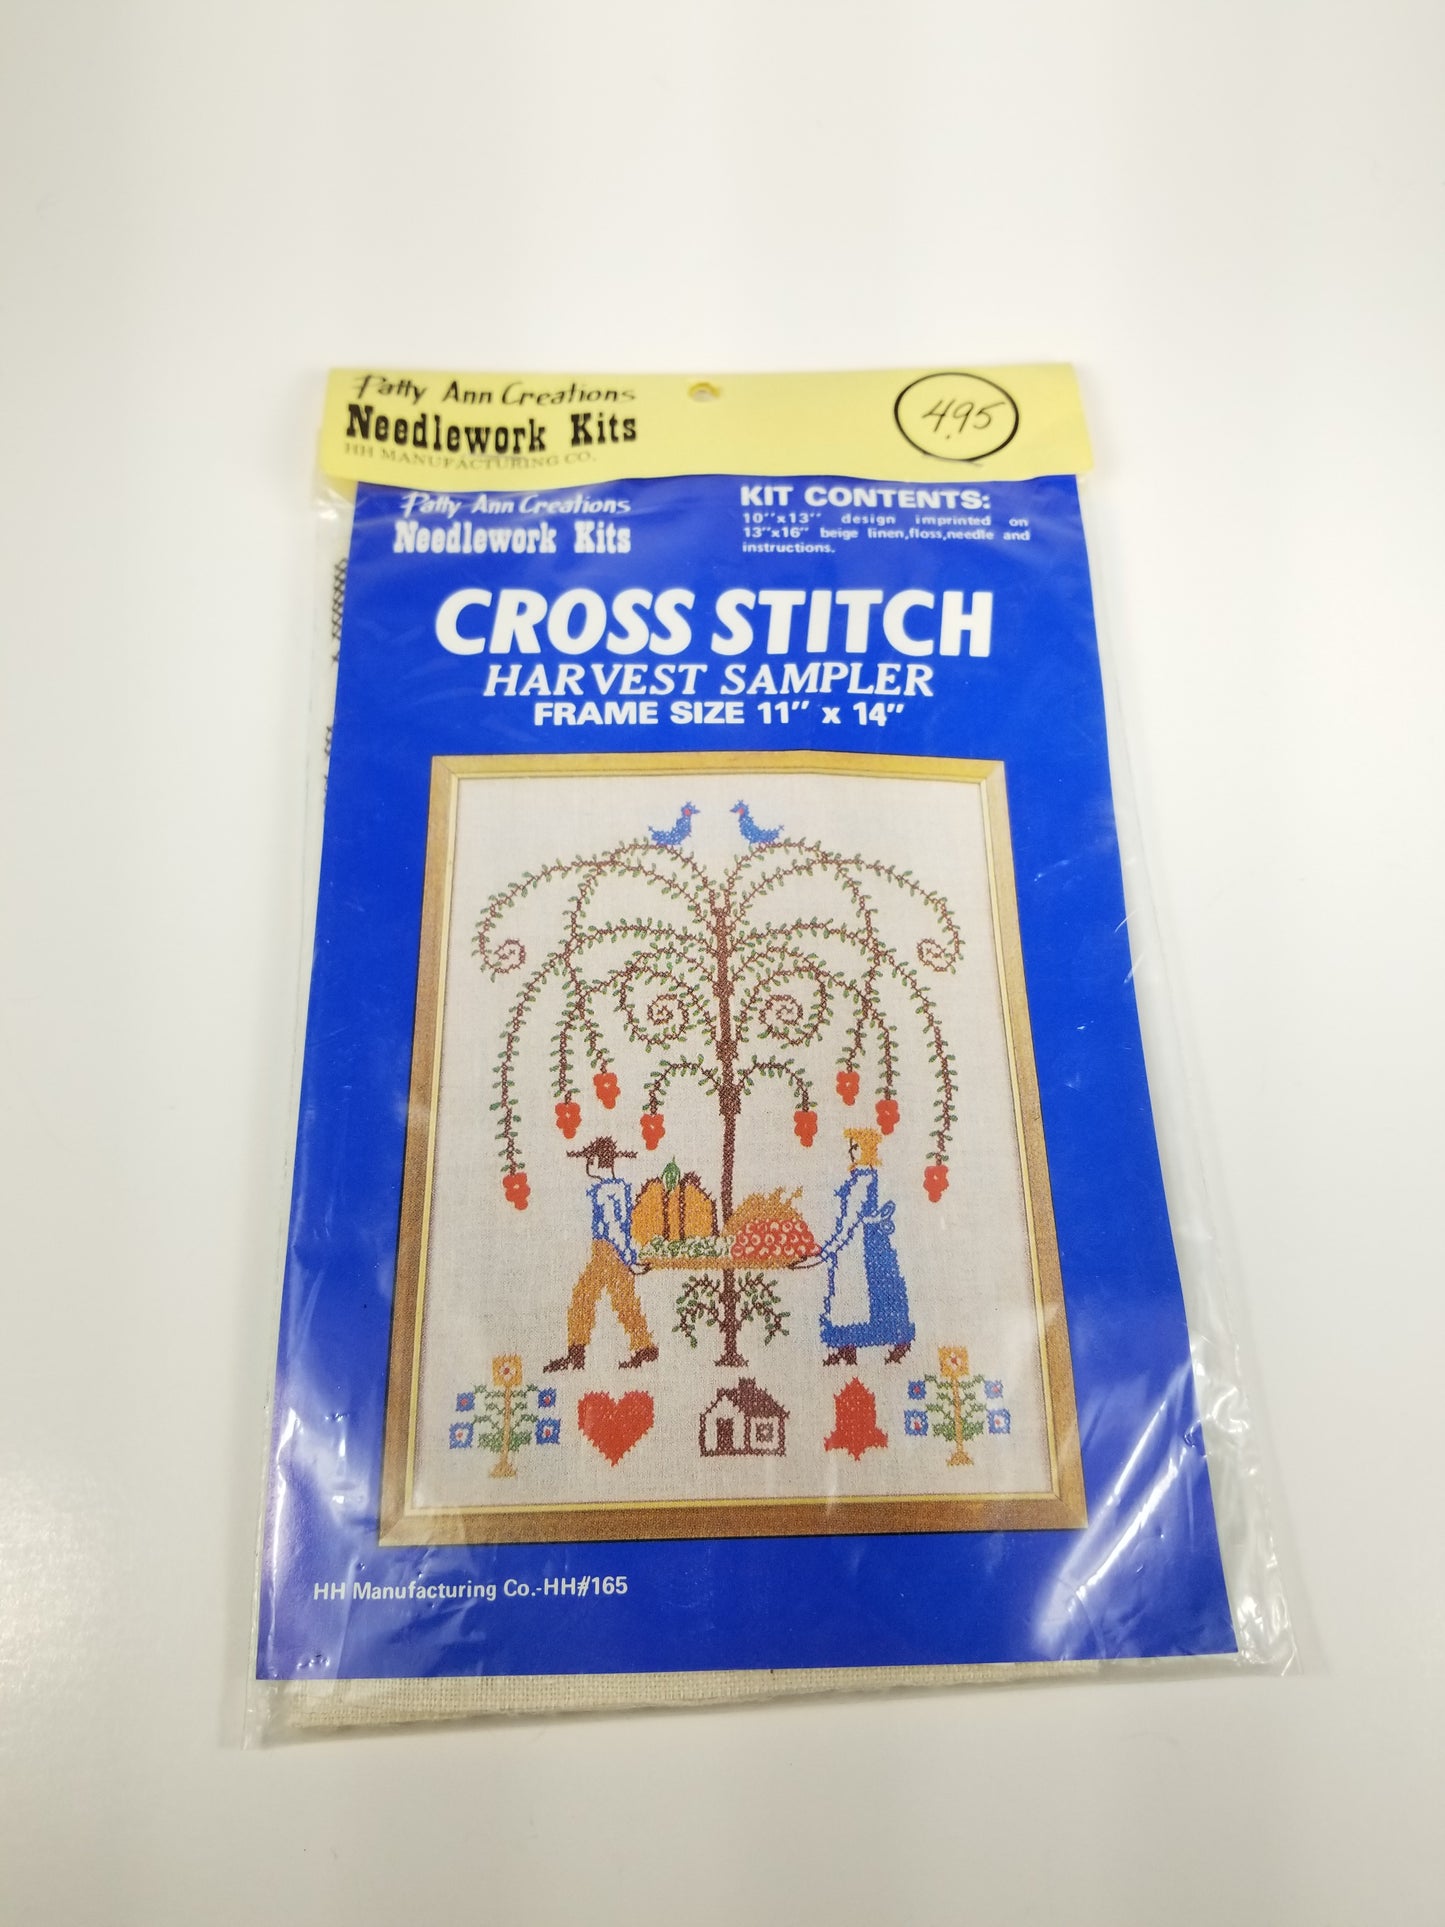 Patty Ann Creations
Needlework Kits
HH MANUFACTURING CO.
4.95
Patty Ann Creations
Needlework Kits
KIT CONTENTS:
10"x13" design imprinted on
13"x16" beige linen,floss,needle and
instructions.
CROSS STITCH
HARVEST SAMPLER
FRAME SIZE 11" x 14"
HH Manufacturing Co.-HH#165